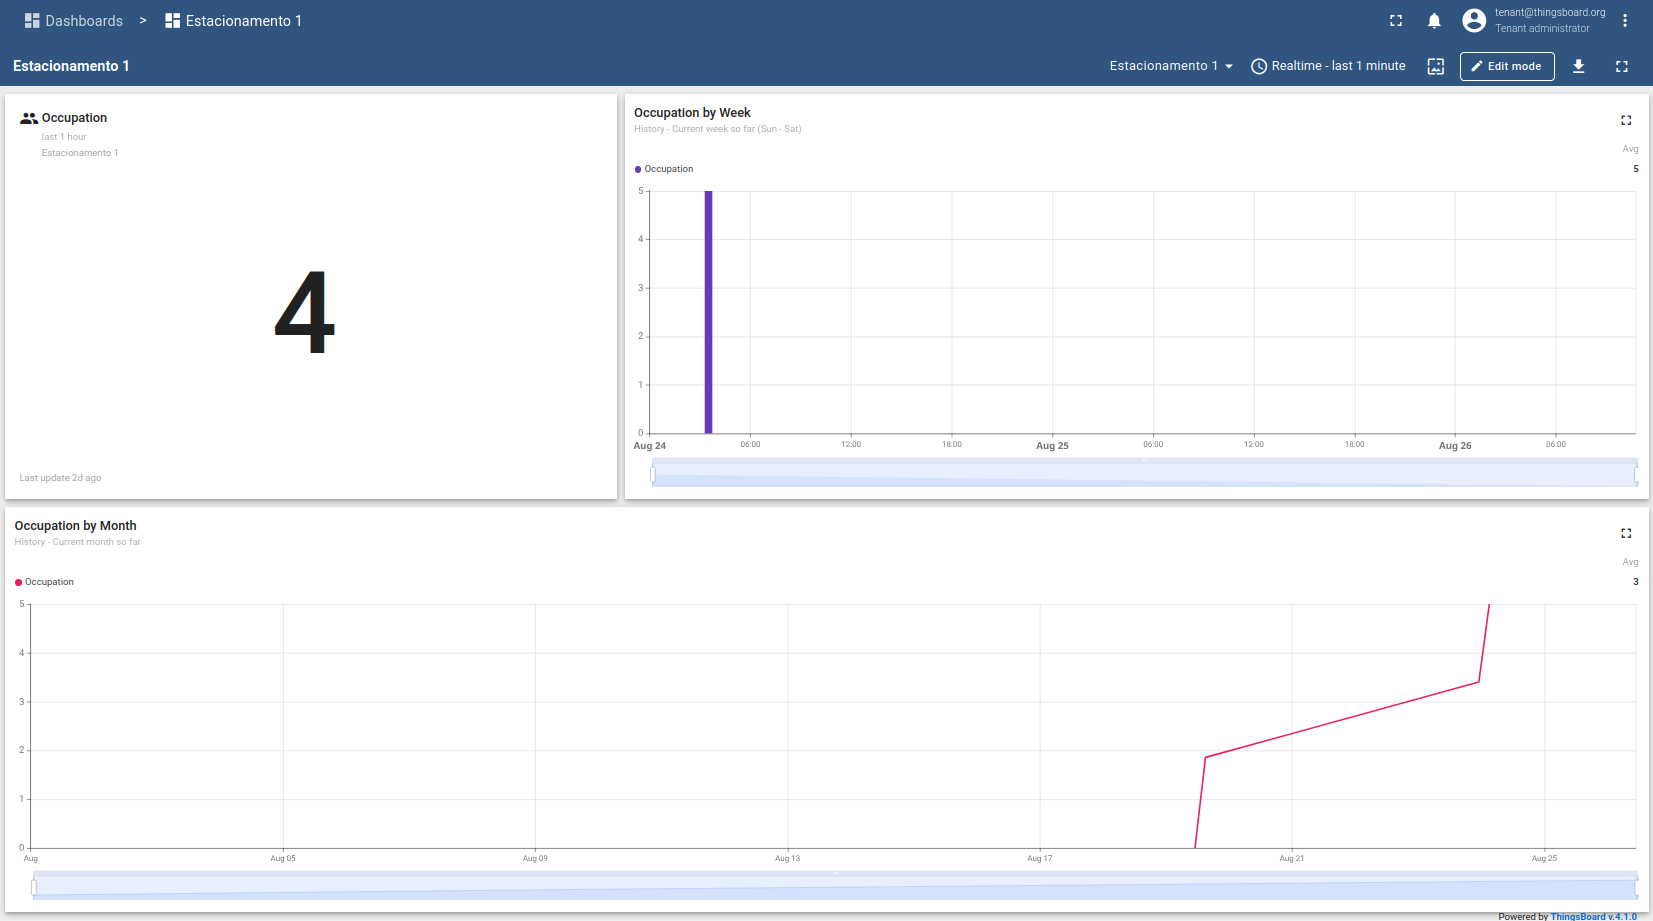 Dashboards > Estacionamento 1
tenant@thingsboard.org
Tenant administrator
Estacionamento 1
Estacionamento 1
Realtime - last 1 minute
Edit mode
Occupation
last 1 hour
Estacionamento 1
4
Last update 2d ago
Occupation by Week
History - Current week so far (Sun - Sat)
Avg
Occupation 5
5
4
3
2
1
0
Aug 24 06:00 12:00 18:00 Aug 25 06:00 12:00 18:00 Aug 26 06:00
Occupation by Month
History - Current month so far
Avg
Occupation 3
5
4
3
2
1
0
Aug Aug 05 Aug 09 Aug 13 Aug 17 Aug 21 Aug 25
Powered by ThingsBoard v.4.1.0